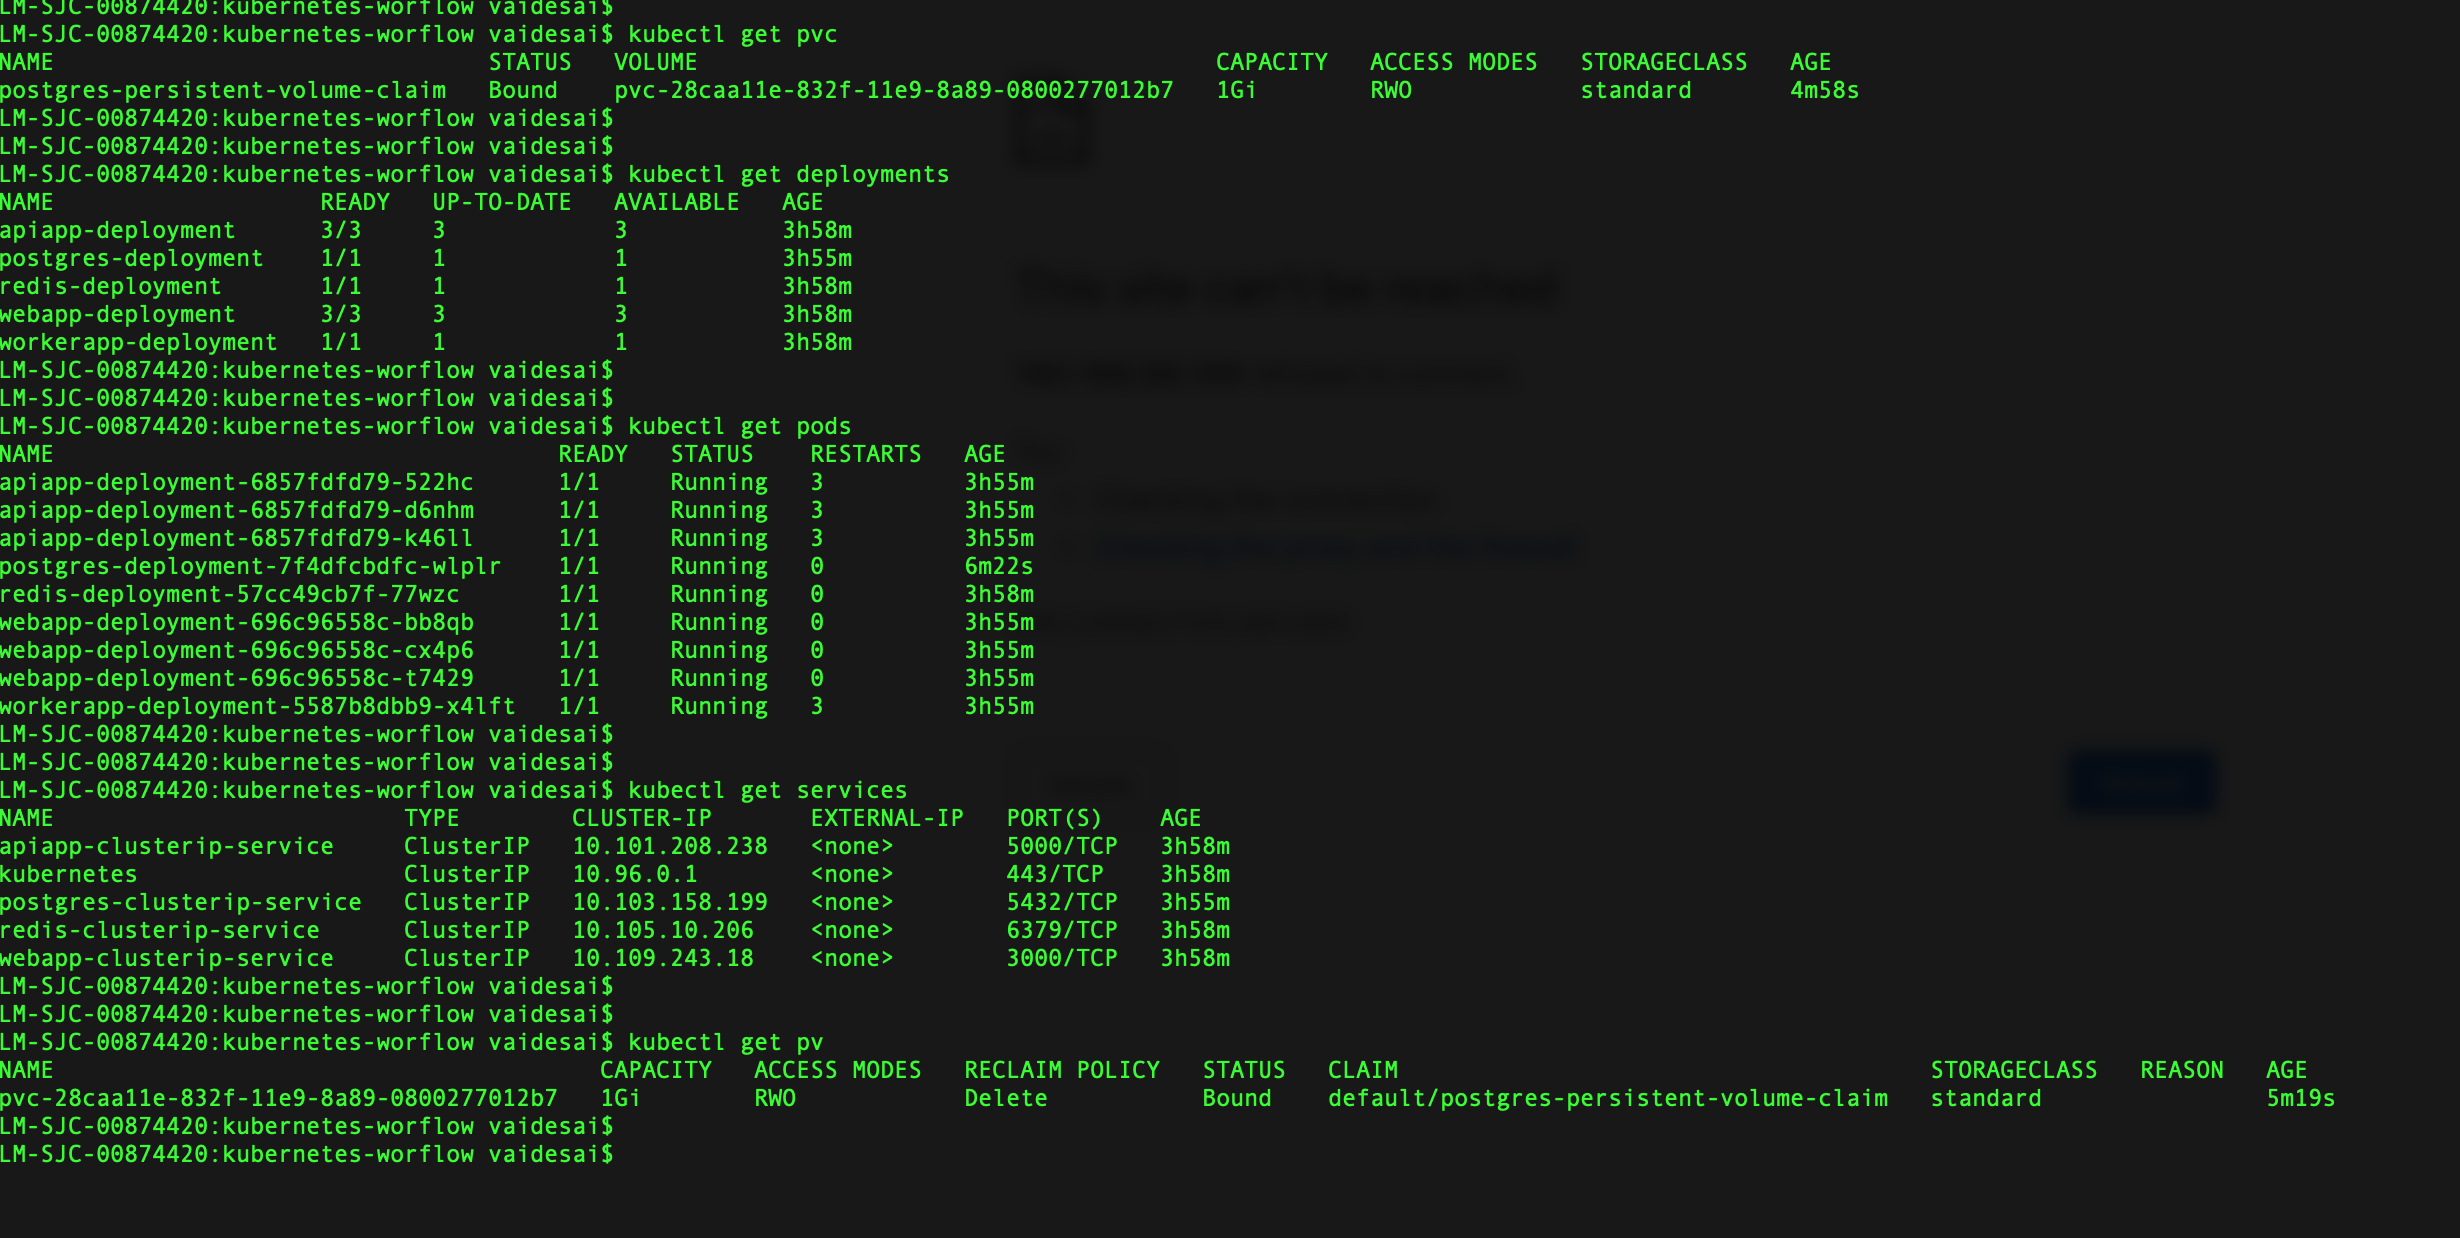 LM-SJC-00874420:kubernetes-worflow vaidesai$
LM-SJC-00874420:kubernetes-worflow vaidesai$ kubectl get pvc
NAME STATUS VOLUME CAPACITY ACCESS MODES STORAGECLASS AGE
postgres-persistent-volume-claim Bound pvc-28caa11e-832f-11e9-8a89-0800277012b7 1Gi RWO standard 4m58s
LM-SJC-00874420:kubernetes-worflow vaidesai$
LM-SJC-00874420:kubernetes-worflow vaidesai$
LM-SJC-00874420:kubernetes-worflow vaidesai$ kubectl get deployments
NAME READY UP-TO-DATE AVAILABLE AGE
apiapp-deployment 3/3 3 3 3h58m
postgres-deployment 1/1 1 1 3h55m
redis-deployment 1/1 1 1 3h58m
webapp-deployment 3/3 3 3 3h58m
workerapp-deployment 1/1 1 1 3h58m
LM-SJC-00874420:kubernetes-worflow vaidesai$
LM-SJC-00874420:kubernetes-worflow vaidesai$
LM-SJC-00874420:kubernetes-worflow vaidesai$ kubectl get pods
NAME READY STATUS RESTARTS AGE
apiapp-deployment-6857fdfd79-522hc 1/1 Running 3 3h55m
apiapp-deployment-6857fdfd79-d6nhm 1/1 Running 3 3h55m
apiapp-deployment-6857fdfd79-k46ll 1/1 Running 3 3h55m
postgres-deployment-7f4dfcbdfc-wlplr 1/1 Running 0 6m22s
redis-deployment-57cc49cb7f-77wzc 1/1 Running 0 3h58m
webapp-deployment-696c96558c-bb8qb 1/1 Running 0 3h55m
webapp-deployment-696c96558c-cx4p6 1/1 Running 0 3h55m
webapp-deployment-696c96558c-t7429 1/1 Running 0 3h55m
workerapp-deployment-5587b8dbb9-x4lft 1/1 Running 3 3h55m
LM-SJC-00874420:kubernetes-worflow vaidesai$
LM-SJC-00874420:kubernetes-worflow vaidesai$
LM-SJC-00874420:kubernetes-worflow vaidesai$ kubectl get services
NAME TYPE CLUSTER-IP EXTERNAL-IP PORT(S) AGE
apiapp-clusterip-service ClusterIP 10.101.208.238 <none> 5000/TCP 3h58m
kubernetes ClusterIP 10.96.0.1 <none> 443/TCP 3h58m
postgres-clusterip-service ClusterIP 10.103.158.199 <none> 5432/TCP 3h55m
redis-clusterip-service ClusterIP 10.105.10.206 <none> 6379/TCP 3h58m
webapp-clusterip-service ClusterIP 10.109.243.18 <none> 3000/TCP 3h58m
LM-SJC-00874420:kubernetes-worflow vaidesai$
LM-SJC-00874420:kubernetes-worflow vaidesai$
LM-SJC-00874420:kubernetes-worflow vaidesai$ kubectl get pv
NAME CAPACITY ACCESS MODES RECLAIM POLICY STATUS CLAIM STORAGECLASS REASON AGE
pvc-28caa11e-832f-11e9-8a89-0800277012b7 1Gi RWO Delete Bound default/postgres-persistent-volume-claim standard 5m19s
LM-SJC-00874420:kubernetes-worflow vaidesai$
LM-SJC-00874420:kubernetes-worflow vaidesai$